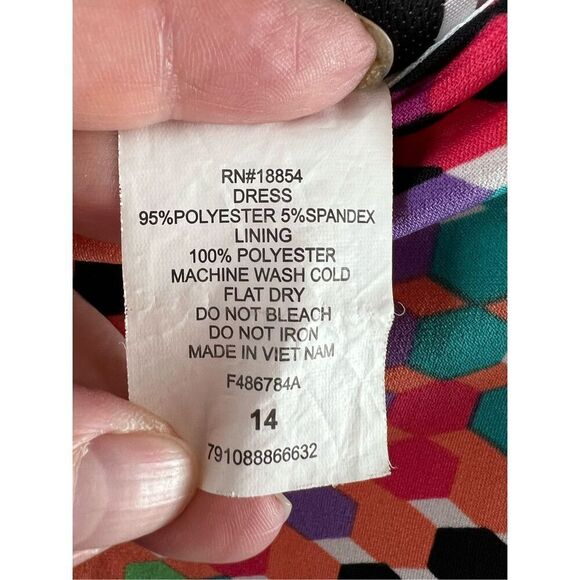 RN#18854
DRESS
95%POLYESTER 5%SPANDEX
LINING
100% POLYESTER
MACHINE WASH COLD
FLAT DRY
DO NOT BLEACH
DO NOT IRON
MADE IN VIET NAM
F486784A
14
791088866632